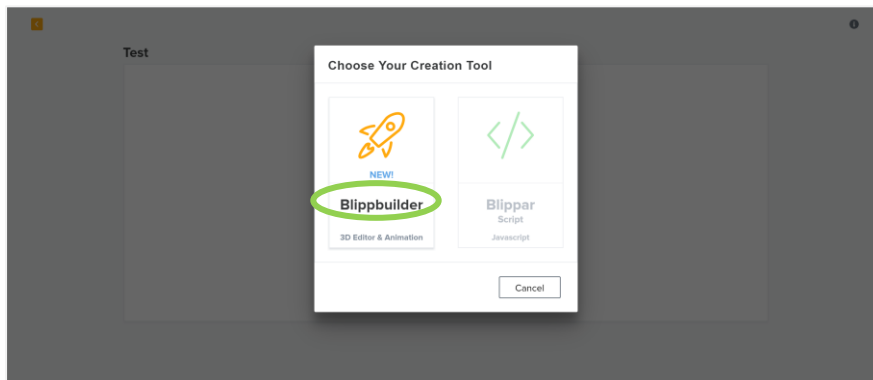 Test
Choose Your Creation Tool
NEW!
Blippbuilder
3D Editor & Animation
Blippar
Script
Javascript
Cancel